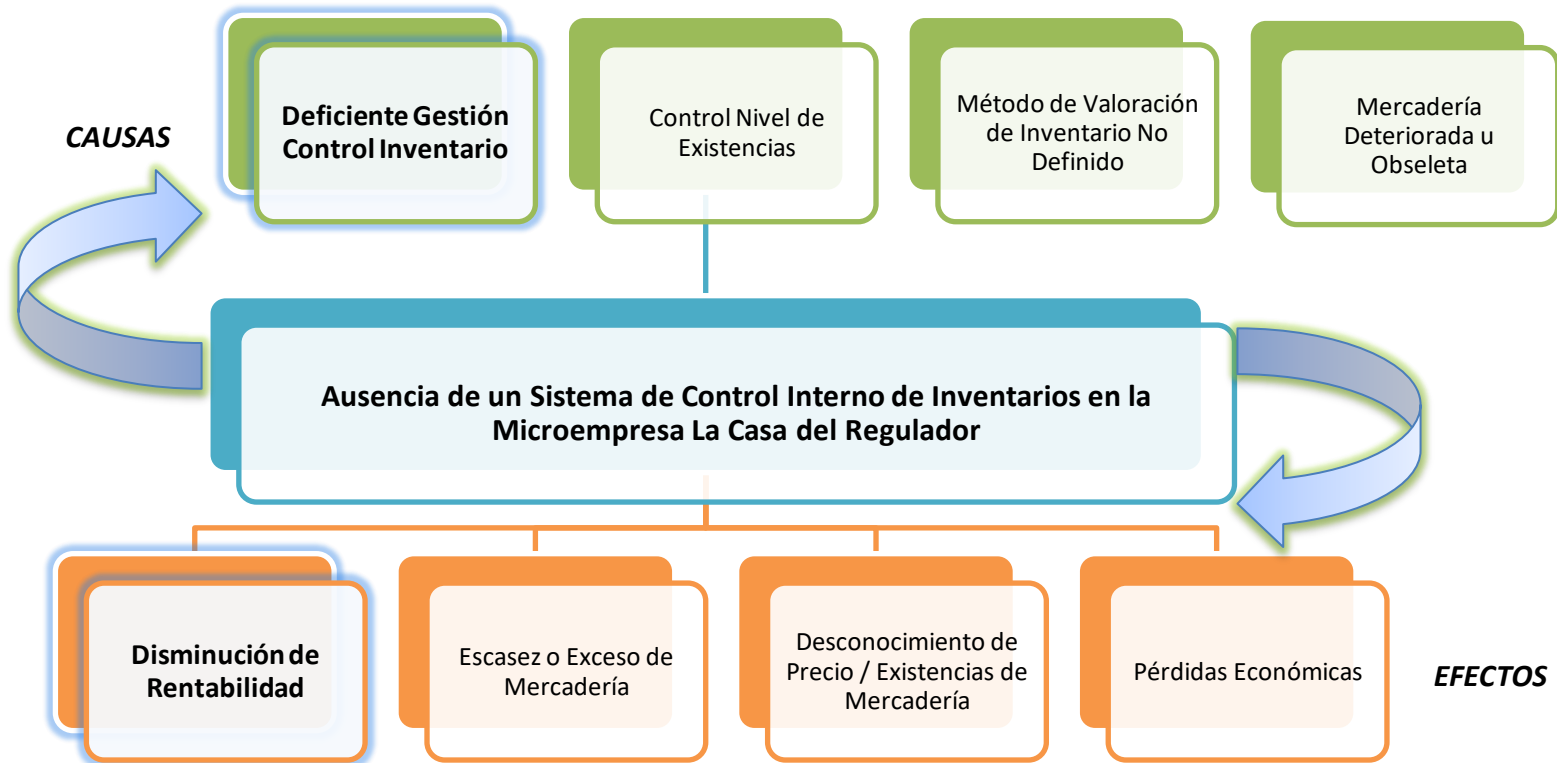 CAUSAS
Deficiente Gestión
Control Inventario
Control Nivel de
Existencias
Método de Valoración
de Inventario No
Definido
Mercadería
Deteriorada u
Obseleta
Ausencia de un Sistema de Control Interno de Inventarios en la
Microempresa La Casa del Regulador
Disminución de
Rentabilidad
Escasez o Exceso de
Mercadería
Desconocimiento de
Precio / Existencias de
Mercadería
Pérdidas Económicas
EFECTOS